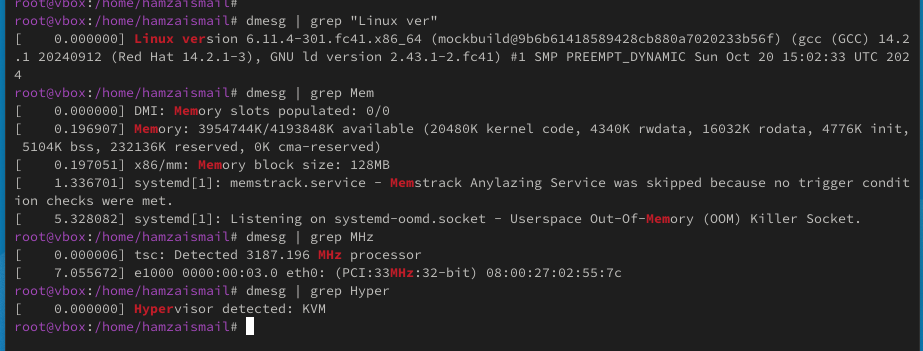 root@vbox:/home/hamzaismail#
root@vbox:/home/hamzaismail# dmesg | grep "Linux ver"
[    0.000000] Linux version 6.11.4-301.fc41.x86_64 (mockbuild@9b6b61418589428cb880a7020233b56f) (gcc (GCC) 14.2
.1 20240912 (Red Hat 14.2.1-3), GNU ld version 2.43.1-2.fc41) #1 SMP PREEMPT_DYNAMIC Sun Oct 20 15:02:33 UTC 202
4
root@vbox:/home/hamzaismail# dmesg | grep Mem
[    0.000000] DMI: Memory slots populated: 0/0
[    0.196907] Memory: 3954744K/4193848K available (20480K kernel code, 4340K rwdata, 16032K rodata, 4776K init,
 5104K bss, 232136K reserved, 0K cma-reserved)
[    0.197051] x86/mm: Memory block size: 128MB
[    1.336701] systemd[1]: memstrack.service - Memstrack Anylazing Service was skipped because no trigger condit
ion checks were met.
[    5.328082] systemd[1]: Listening on systemd-oomd.socket - Userspace Out-Of-Memory (OOM) Killer Socket.
root@vbox:/home/hamzaismail# dmesg | grep MHz
[    0.000006] tsc: Detected 3187.196 MHz processor
[    7.055672] e1000 0000:00:03.0 eth0: (PCI:33MHz:32-bit) 08:00:27:02:55:7c
root@vbox:/home/hamzaismail# dmesg | grep Hyper
[    0.000000] Hypervisor detected: KVM
root@vbox:/home/hamzaismail#